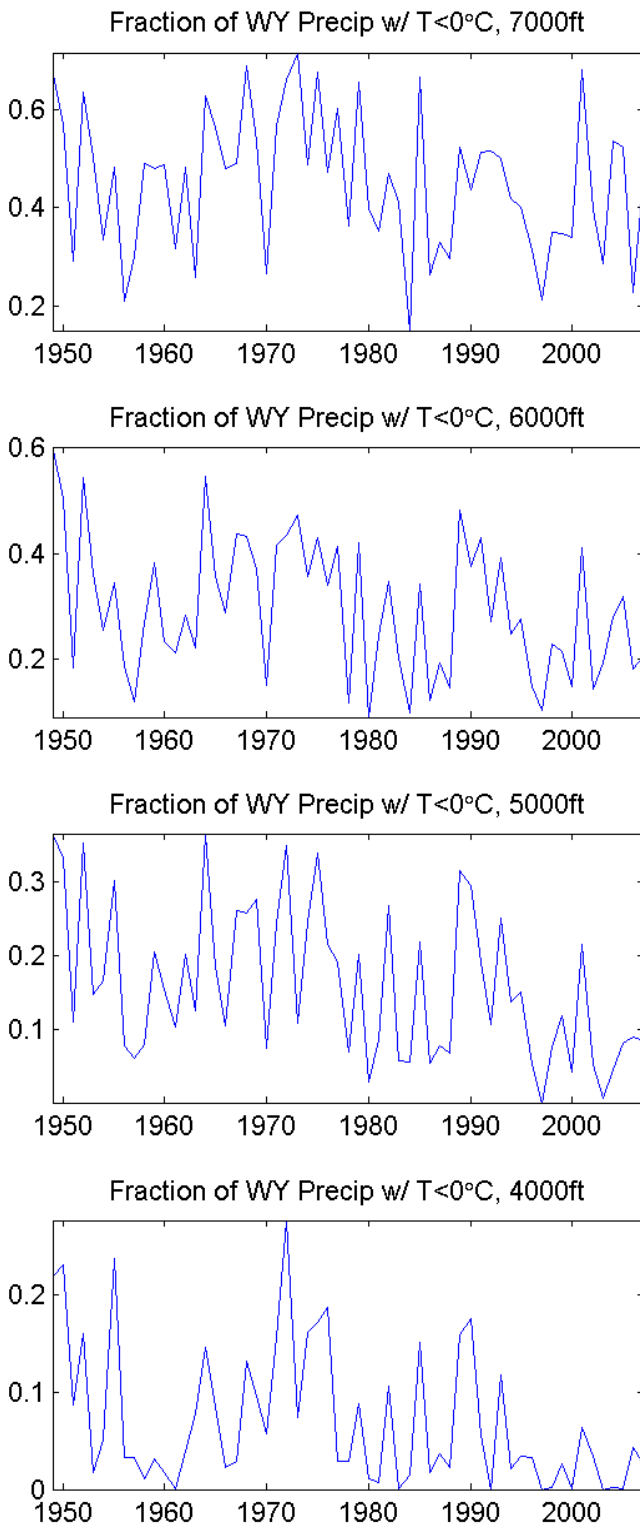 Fraction of WY Precip w/ T<0°C, 7000ft
0.6
0.4
0.2
1950 1960 1970 1980 1990 2000
Fraction of WY Precip w/ T<0°C, 6000ft
0.6
0.4
0.2
1950 1960 1970 1980 1990 2000
Fraction of WY Precip w/ T<0°C, 5000ft
0.3
0.2
0.1
1950 1960 1970 1980 1990 2000
Fraction of WY Precip w/ T<0°C, 4000ft
0.2
0.1
0
1950 1960 1970 1980 1990 2000